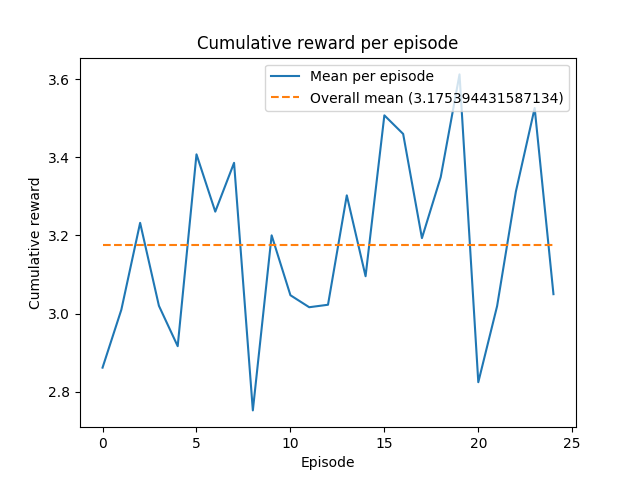 Cumulative reward per episode
Mean per episode
Overall mean (3.175394431587134)
3.6
3.4
3.2
3.0
2.8
Cumulative reward
0 5 10 15 20 25
Episode